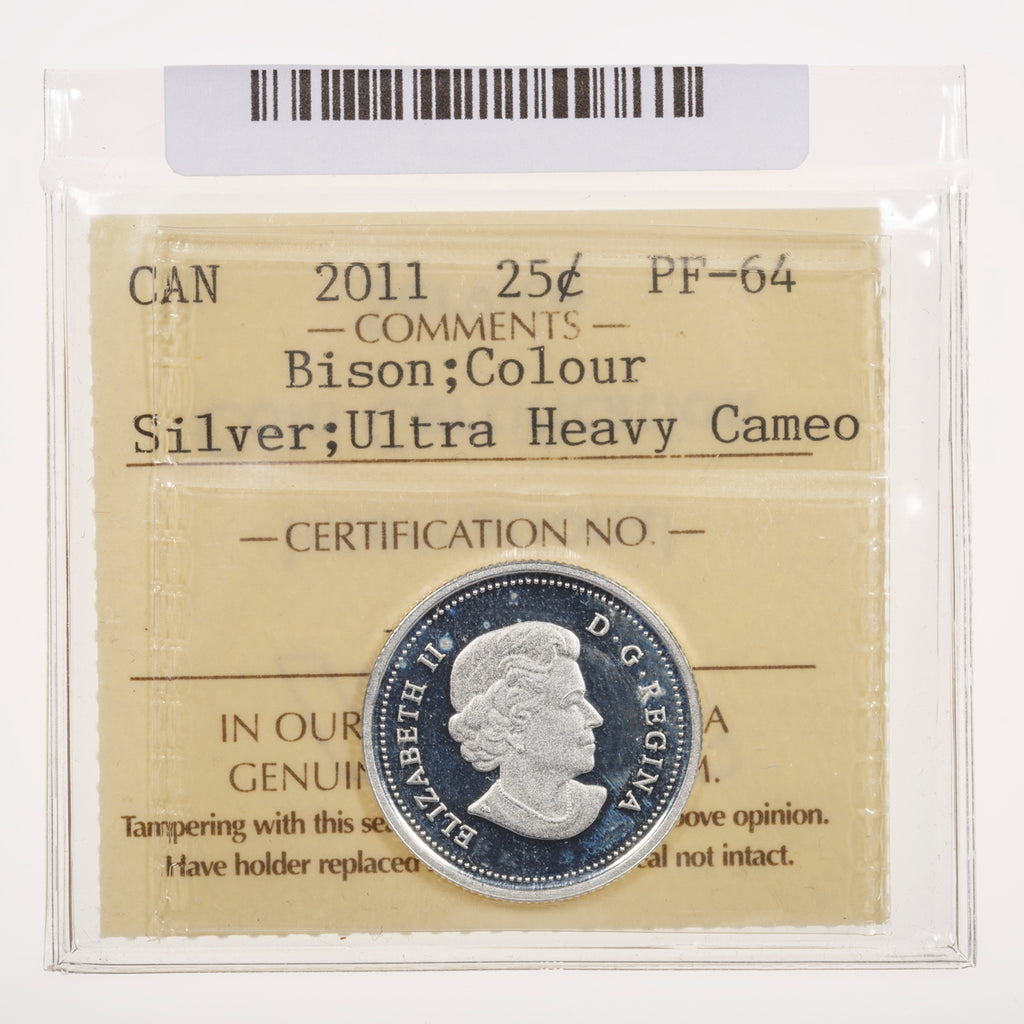 CAN 2011 25¢ PF-64
— COMMENTS —
Bison;Colour
Silver;Ultra Heavy Cameo
— CERTIFICATION NO. —
ELIZABETH II D·G·REGINA
IN OUR A
GENUIN M.
Tampering with this sea ove opinion.
Have holder replaced al not intact.